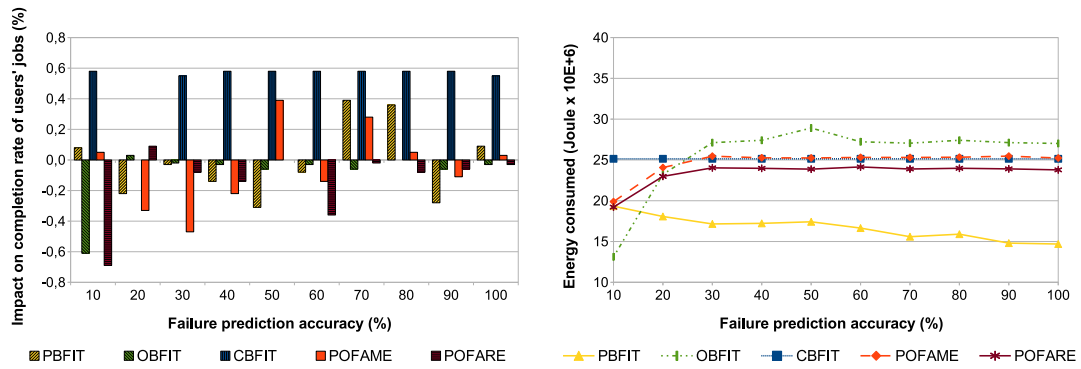 Impact on completion rate of users' jobs (%)
0,8
0,6
0,4
0,2
0,0
-0,2
-0,4
-0,6
-0,8
10 20 30 40 50 60 70 80 90 100
Failure prediction accuracy (%)
PBFIT OBFIT CBFIT POFAME POFARE
Energy consumed (Joule x 10E+6)
40
35
30
25
20
15
10
10 20 30 40 50 60 70 80 90 100
Failure prediction accuracy (%)
PBFIT OBFIT CBFIT POFAME POFARE